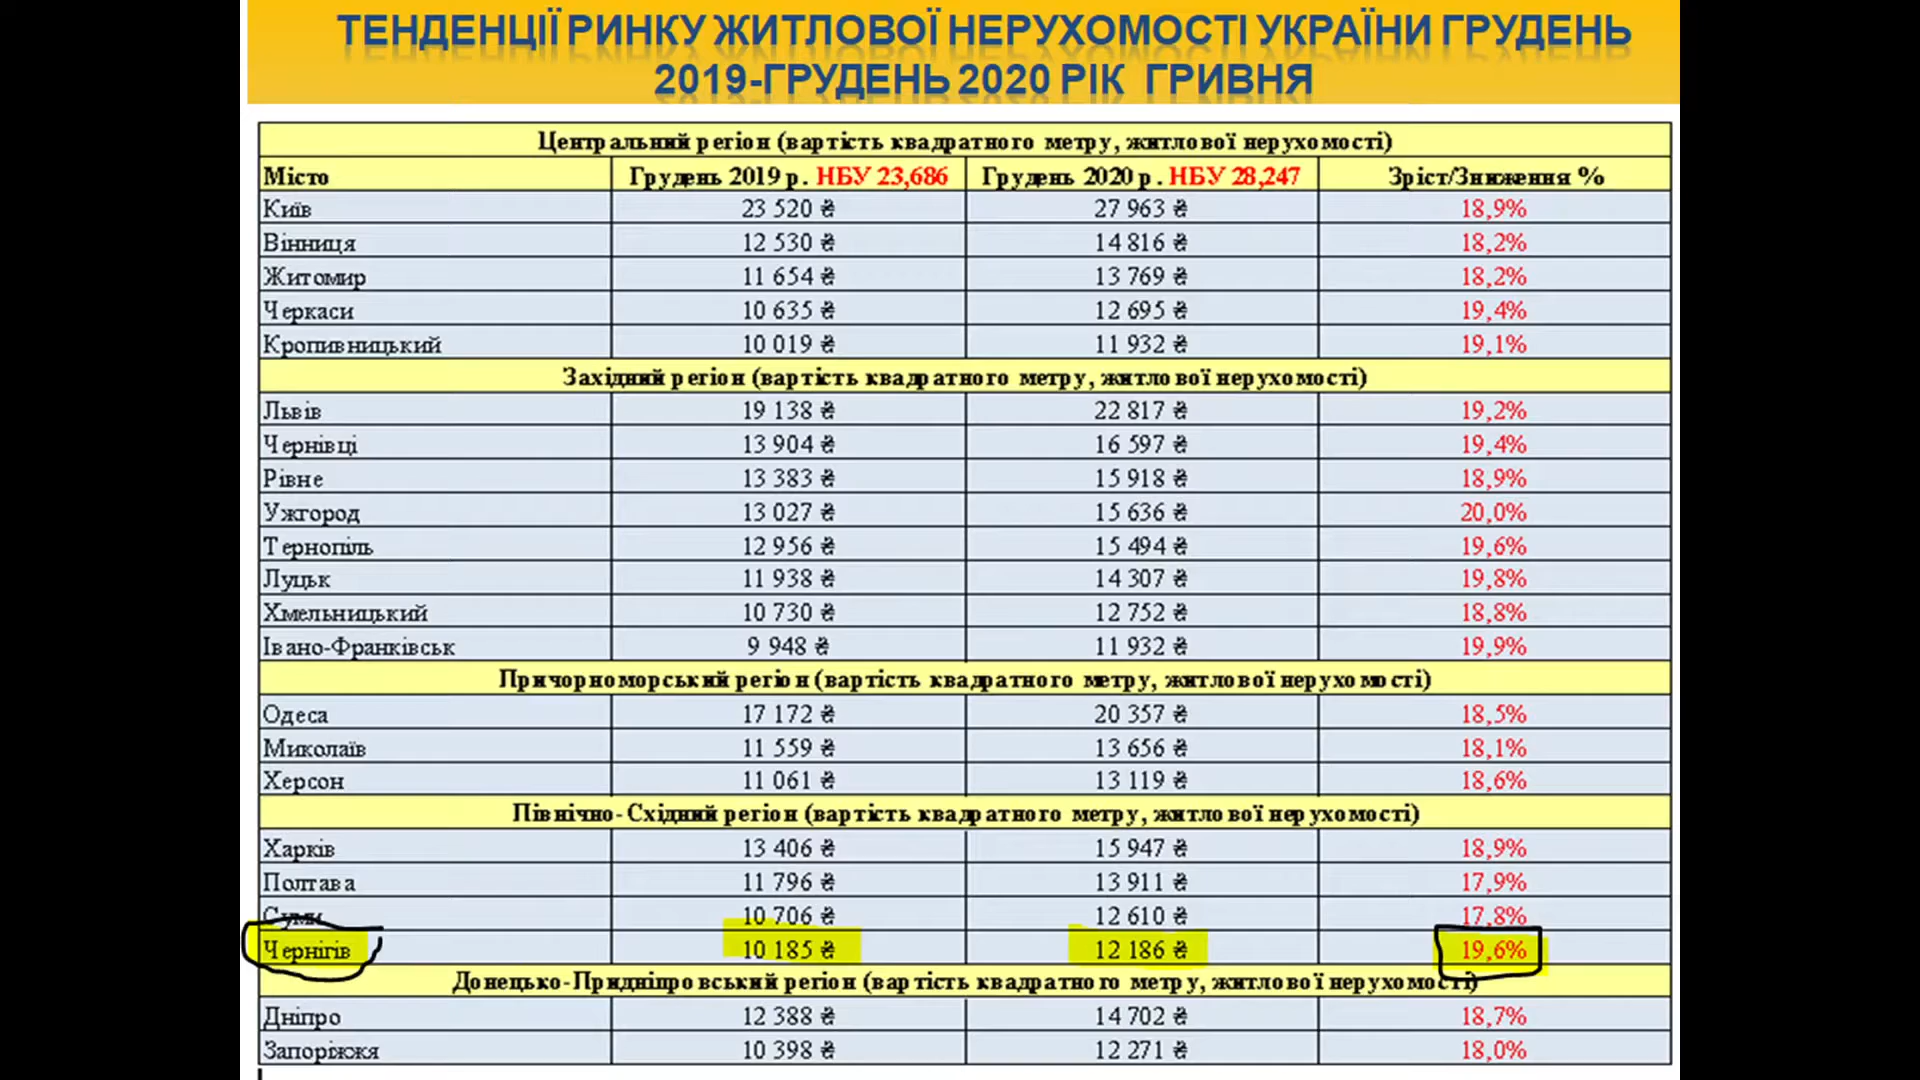 ТЕНДЕНЦІЇ РИНКУ ЖИТЛОВОЇ НЕРУХОМОСТІ УКРАЇНИ ГРУДЕНЬ
2019-ГРУДЕНЬ 2020 РІК ГРИВНЯ
Центральний регіон (вартість квадратного метру, житлової нерухомості)
Місто Грудень 2019 р. НБУ 23,686 Грудень 2020 р. НБУ 28,247 Зріст/Зниження %
Київ 23 520 ₴ 27 963 ₴ 18,9%
Вінниця 12 530 ₴ 14 816 ₴ 18,2%
Житомир 11 654 ₴ 13 769 ₴ 18,2%
Черкаси 10 635 ₴ 12 695 ₴ 19,4%
Кропивницький 10 019 ₴ 11 932 ₴ 19,1%
Західний регіон (вартість квадратного метру, житлової нерухомості)
Львів 19 138 ₴ 22 817 ₴ 19,2%
Чернівці 13 904 ₴ 16 597 ₴ 19,4%
Рівне 13 383 ₴ 15 918 ₴ 18,9%
Ужгород 13 027 ₴ 15 636 ₴ 20,0%
Тернопіль 12 956 ₴ 15 494 ₴ 19,6%
Луцьк 11 938 ₴ 14 307 ₴ 19,8%
Хмельницький 10 730 ₴ 12 752 ₴ 18,8%
Івано-Франківськ 9 948 ₴ 11 932 ₴ 19,9%
Причорноморський регіон (вартість квадратного метру, житлової нерухомості)
Одеса 17 172 ₴ 20 357 ₴ 18,5%
Миколаїв 11 559 ₴ 13 656 ₴ 18,1%
Херсон 11 061 ₴ 13 119 ₴ 18,6%
Північно- Східний регіон (вартість квадратного метру, житлової нерухомості)
Харків 13 406 ₴ 15 947 ₴ 18,9%
Полтава 11 796 ₴ 13 911 ₴ 17,9%
Суми 10 706 ₴ 12 610 ₴ 17,8%
Чернігів 10 185 ₴ 12 186 ₴ 19,6%
Донецько-Придніпровський регіон (вартість квадратного метру, житлової нерухомості)
Дніпро 12 388 ₴ 14 702 ₴ 18,7%
Запоріжжя 10 398 ₴ 12 271 ₴ 18,0%